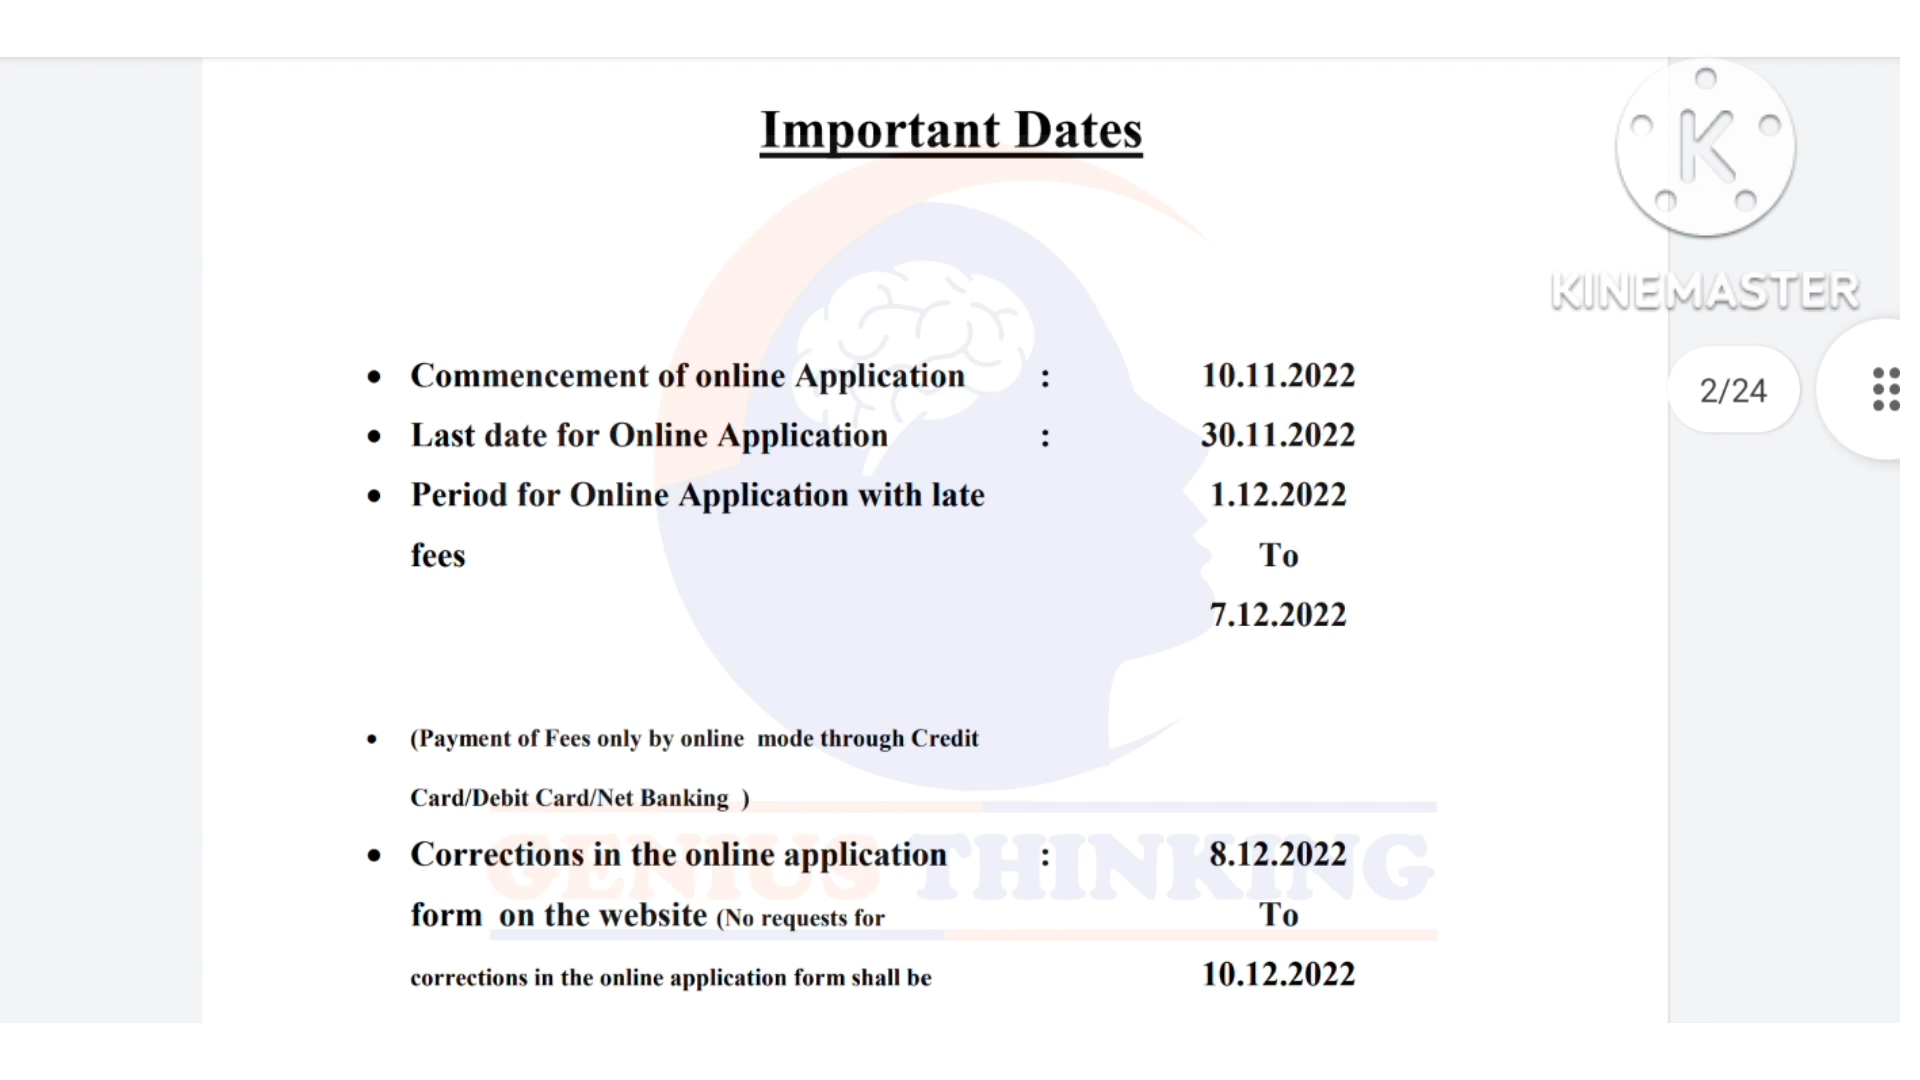 Important Dates
K
KINEMASTER
• Commencement of online Application : 10.11.2022
2/24
• Last date for Online Application : 30.11.2022
• Period for Online Application with late 1.12.2022
fees To
7.12.2022
• (Payment of Fees only by online mode through Credit
Card/Debit Card/Net Banking )
GENIUS THINKING
• Corrections in the online application : 8.12.2022
form on the website (No requests for To
corrections in the online application form shall be 10.12.2022